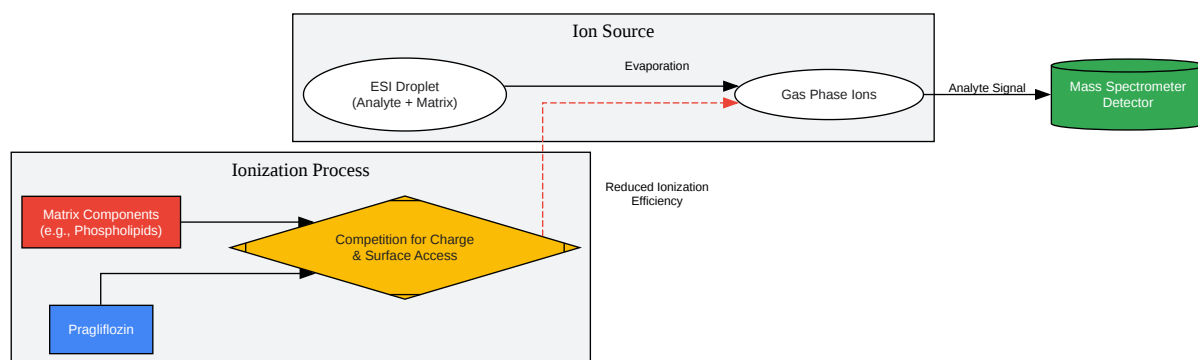 Ion Source
ESI Droplet
(Analyte + Matrix)
Evaporation
Gas Phase Ions
Analyte Signal
Mass Spectrometer
Detector
Ionization Process
Matrix Components
(e.g., Phospholipids)
Competition for Charge
& Surface Access
Reduced Ionization
Efficiency
Pragliflozin